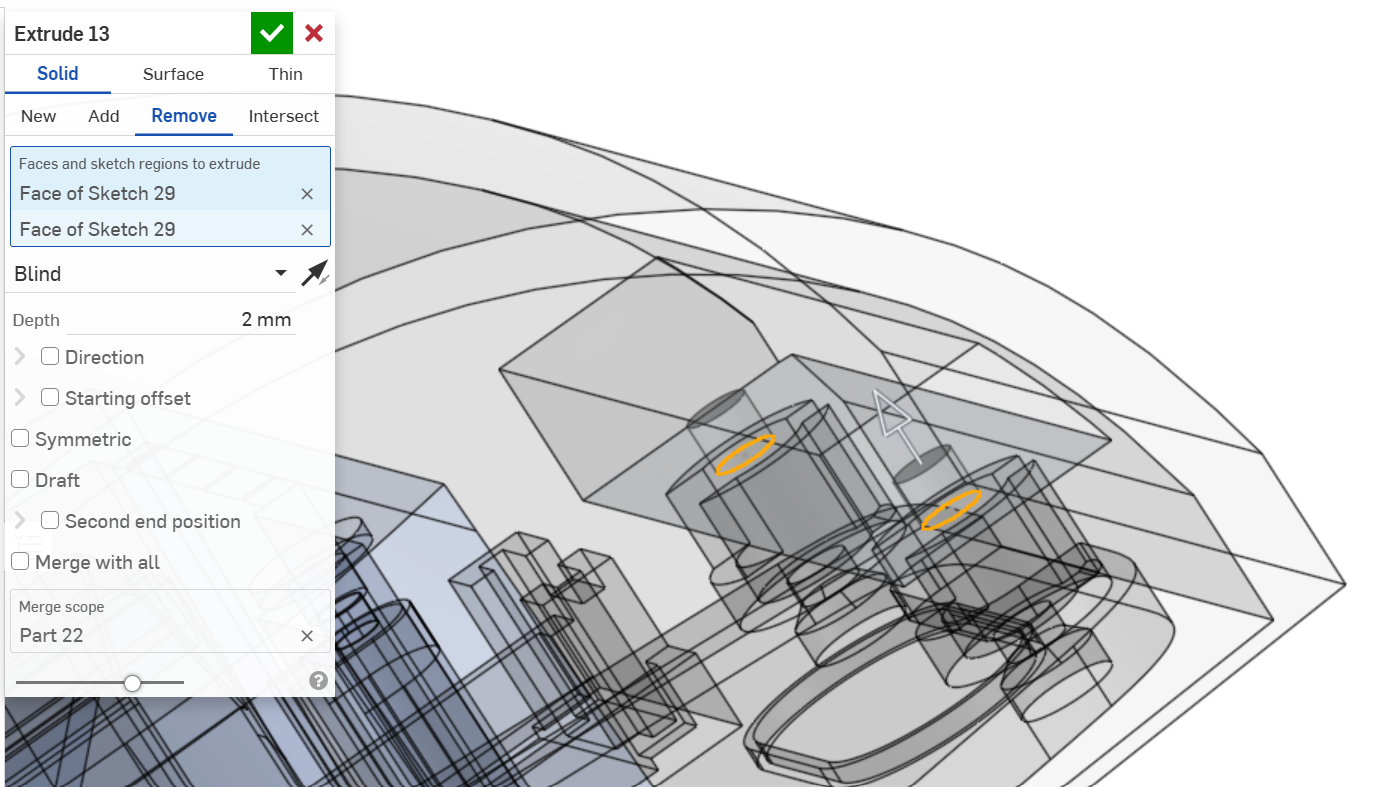 Extrude 13
Solid Surface Thin
New Add Remove Intersect
Faces and sketch regions to extrude
Face of Sketch 29
Face of Sketch 29
Blind
Depth 2 mm
Direction
Starting offset
Symmetric
Draft
Second end position
Merge with all
Merge scope
Part 22